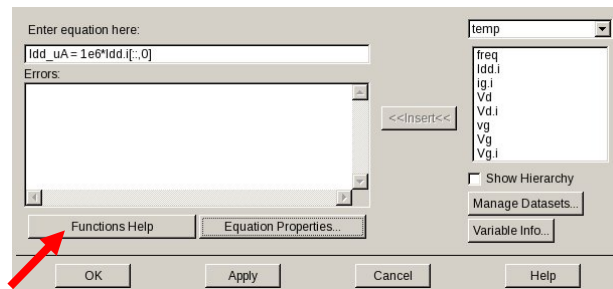 Enter equation here:
Idd_uA = 1e6*Idd.i[::,0]
Errors:
<<Insert<<
temp
freq
Idd.i
ig.i
Vd
Vd.i
vg
Vg
Vg.i
Show Hierarchy
Manage Datasets...
Variable Info...
Functions Help
Equation Properties...
OK
Apply
Cancel
Help